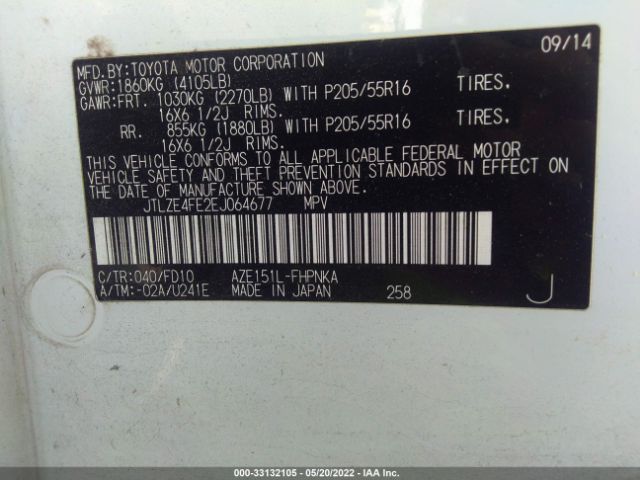 09/14
MFD.BY:TOYOTA MOTOR CORPORATION
GVWR:1860KG (4105LB)
GAWR:FRT. 1030KG (2270LB) WITH P205/55R16 TIRES.
16X6 1/2J RIMS.
RR. 855KG (1880LB) WITH P205/55R16 TIRES.
16X6 1/2J RIMS.
THIS VEHICLE CONFORMS TO ALL APPLICABLE FEDERAL MOTOR
VEHICLE SAFETY AND THEFT PREVENTION STANDARDS IN EFFECT ON
THE DATE OF MANUFACTURE SHOWN ABOVE.
JTLZE4FE2EJ064677 MPV
C/TR:040/FD10 AZE151L-FHPNKA
A/TM:-02A/U241E MADE IN JAPAN 258 J
000-33132105 - 05/20/2022 - IAA Inc.